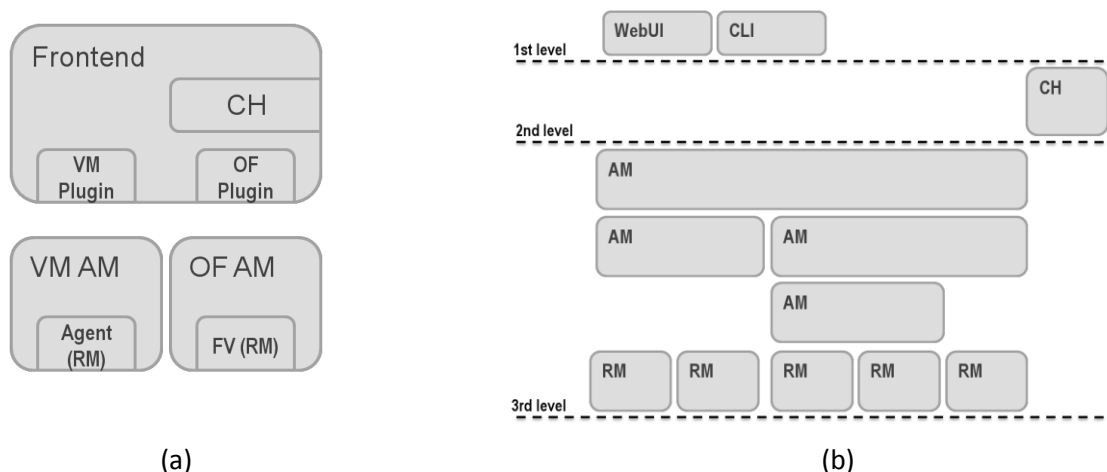 Frontend
CH
VM
Plugin
OF
Plugin
VM AM
OF AM
Agent
(RM)
FV (RM)
(a)
WebUI
CLI
1st level
CH
2nd level
AM
AM
AM
AM
RM
RM
RM
RM
RM
3rd level
(b)